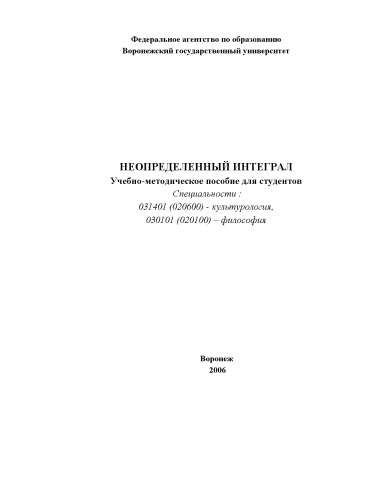 Федеральное агентство по образованию
Воронежский государственный университет
НЕОПРЕДЕЛЕННЫЙ ИНТЕГРАЛ
Учебно-методическое пособие для студентов
Специальности :
031401 (020600) - культурология,
030101 (020100) – философия
Воронеж
2006